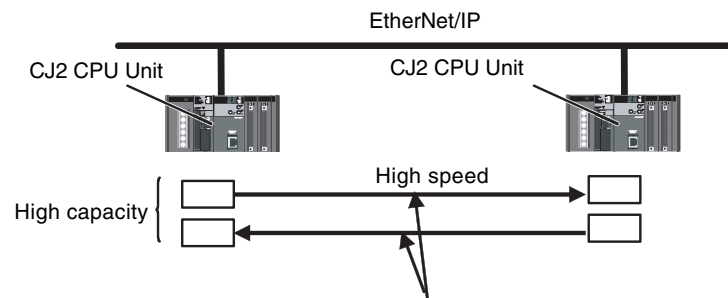 EtherNet/IP
CJ2 CPU Unit
CJ2 CPU Unit
High speed
High capacity